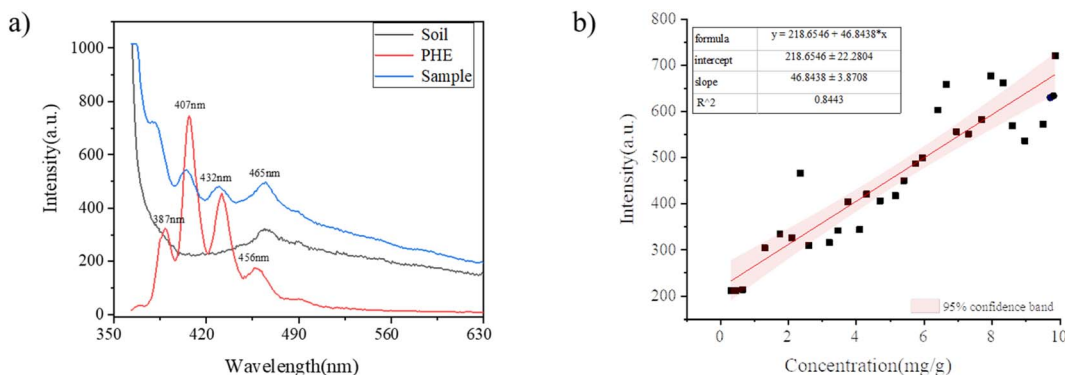 a)
Soil
PHE
Sample
1000
800
600
400
200
0
407nm
432nm
465nm
387nm
456nm
350
420
490
560
630
Intensity(a.u.)
Wavelength(nm)
b)
formula y = 218.6546 + 46.8438*x
intercept 218.6546 ± 22.2804
slope 46.8438 ± 3.8708
R^2 0.8443
800
700
600
500
400
300
200
0
2
4
6
8
10
95% confidence band
Intensity(a.u.)
Concentration(mg/g)